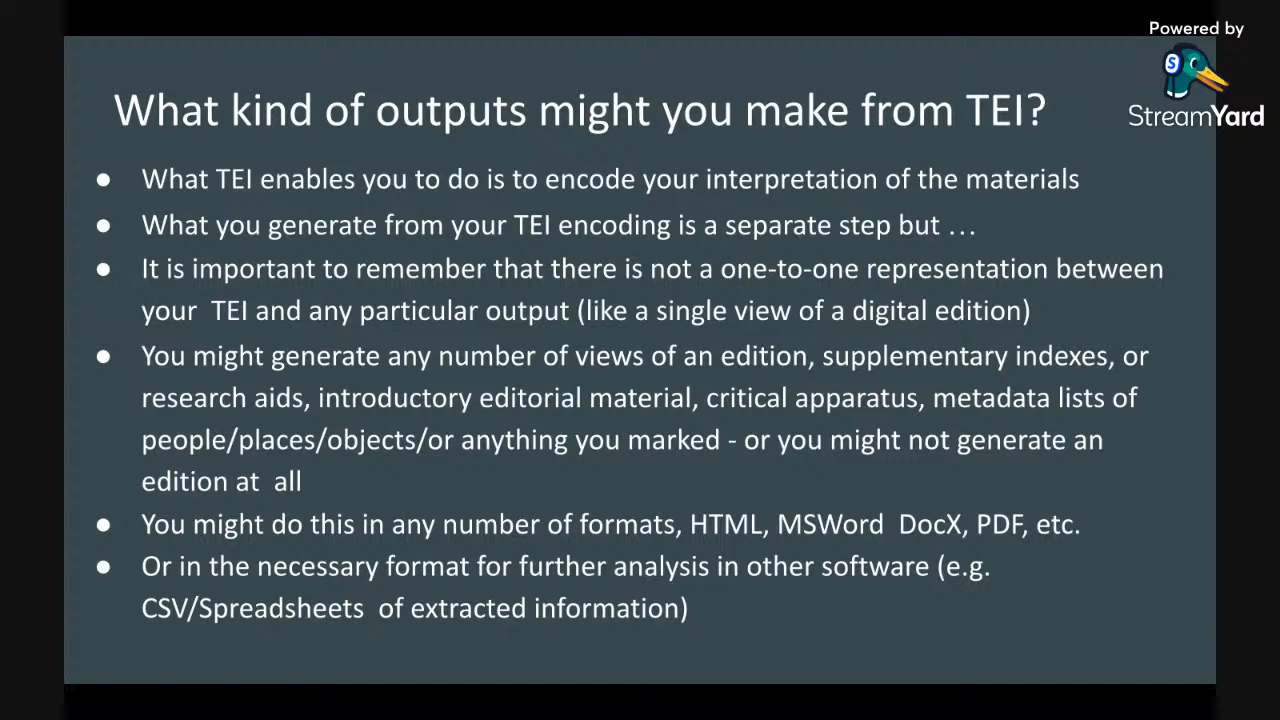 Powered by
StreamYard
What kind of outputs might you make from TEI?
● What TEI enables you to do is to encode your interpretation of the materials
● What you generate from your TEI encoding is a separate step but …
● It is important to remember that there is not a one-to-one representation between
your  TEI and any particular output (like a single view of a digital edition)
● You might generate any number of views of an edition, supplementary indexes, or
research aids, introductory editorial material, critical apparatus, metadata lists of
people/places/objects/or anything you marked - or you might not generate an
edition at  all
● You might do this in any number of formats, HTML, MSWord  DocX, PDF, etc.
● Or in the necessary format for further analysis in other software (e.g.
CSV/Spreadsheets  of extracted information)